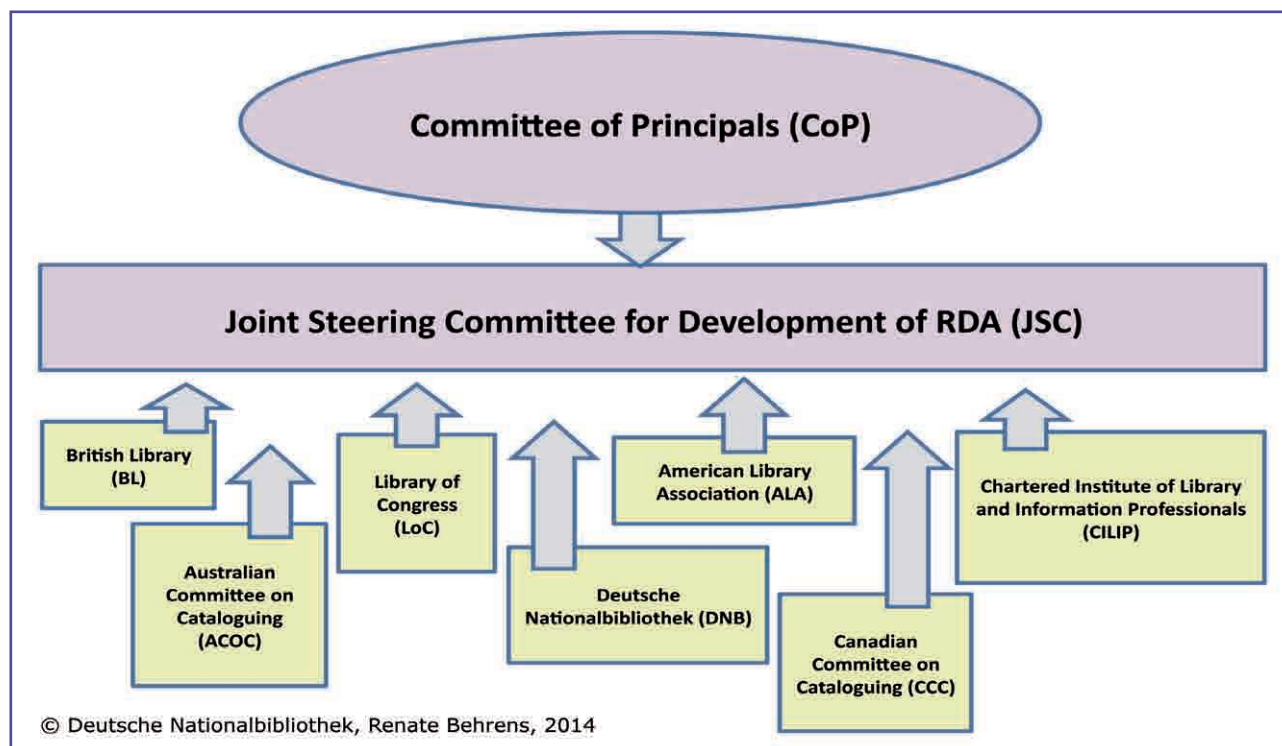 Committee of Principals (CoP)
Joint Steering Committee for Development of RDA (JSC)
British Library
(BL)
Australian
Committee on
Cataloguing
(ACOC)
Library of
Congress
(LoC)
Deutsche
Nationalbibliothek (DNB)
American Library
Association (ALA)
Canadian
Committee on
Cataloguing (CCC)
Chartered Institute of Library
and Information Professionals
(CILIP)
© Deutsche Nationalbibliothek, Renate Behrens, 2014